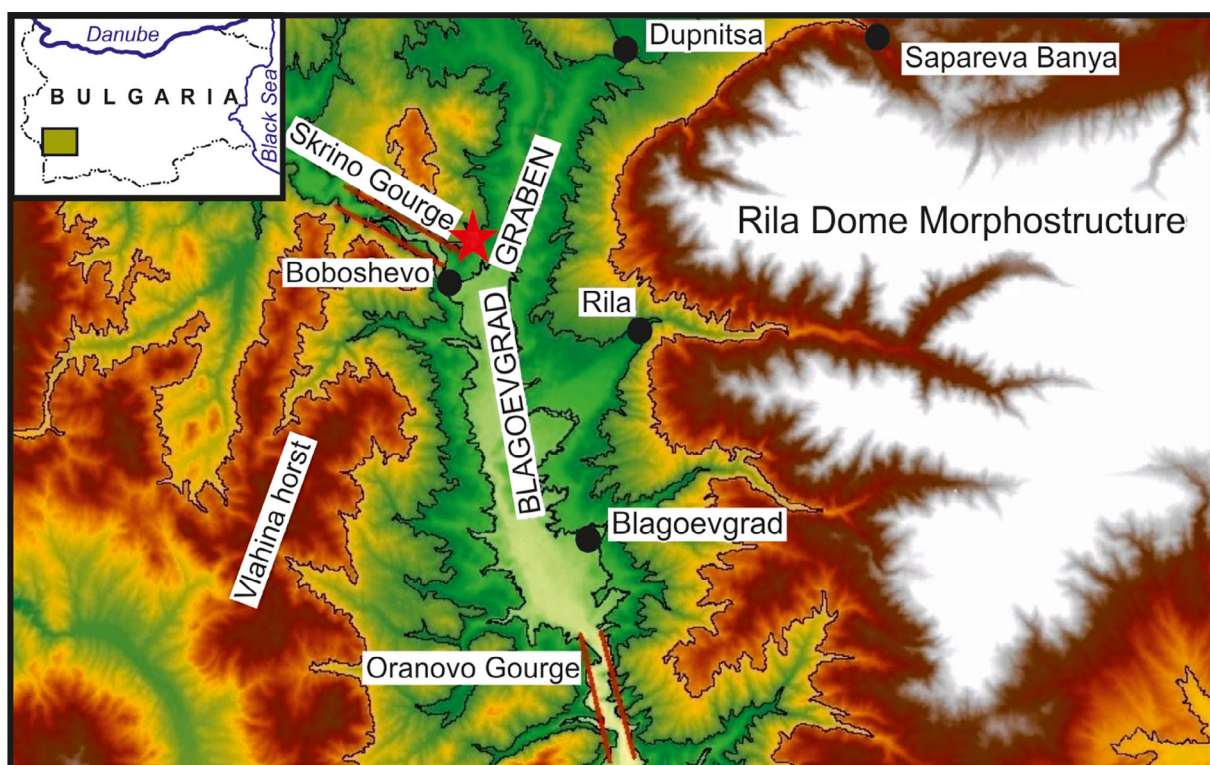 Danube
BULGARIA
Black Sea
Dupnitsa
Sapareva Banya
Skrino Gourge
GRABEN
Rila Dome Morphostructure
Boboshevo
Rila
BLAGOEVGRAD
Vlahina horst
Blagoevgrad
Oranovo Gourge